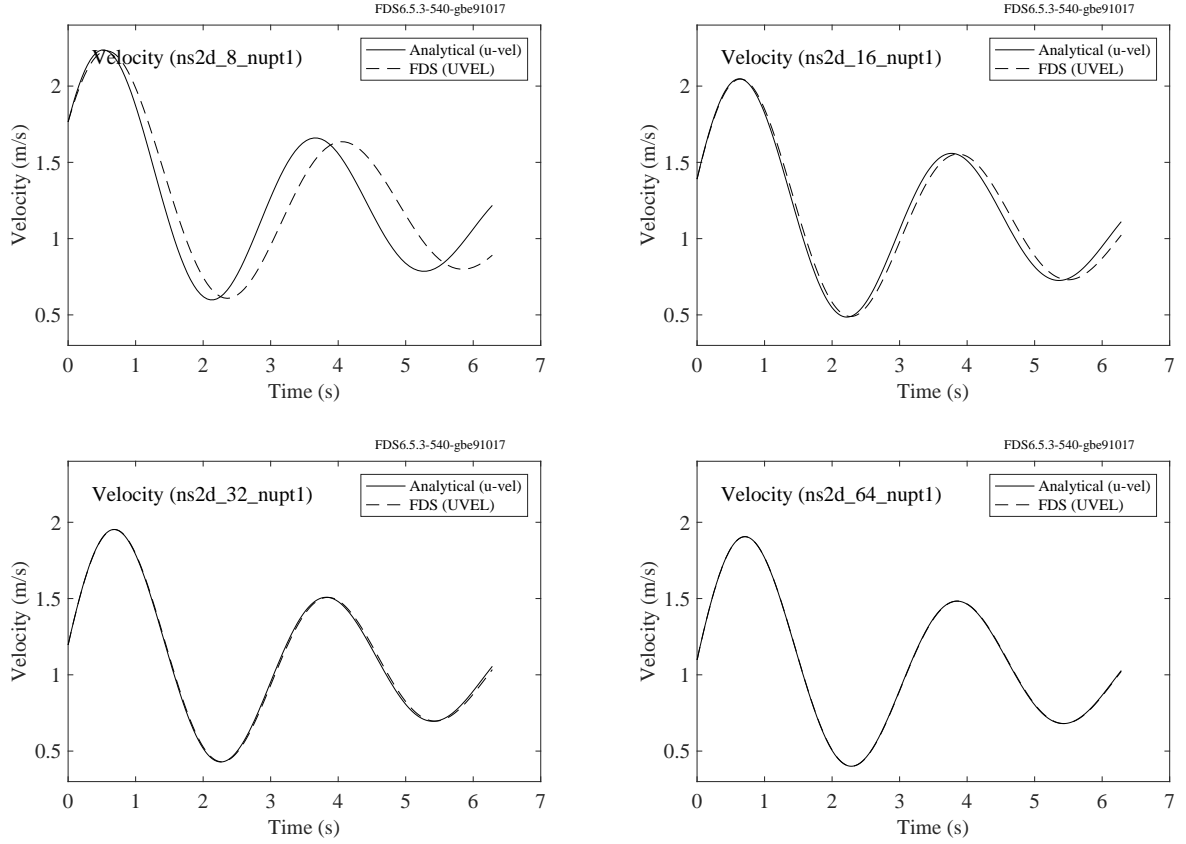 FDS6.5.3-540-gbe91017
Velocity (ns2d_8_nupt1)
Analytical (u-vel)
FDS (UVEL)
2
1.5
1
0.5
Velocity (m/s)
0 1 2 3 4 5 6 7
Time (s)
FDS6.5.3-540-gbe91017
Velocity (ns2d_16_nupt1)
Analytical (u-vel)
FDS (UVEL)
2
1.5
1
0.5
Velocity (m/s)
0 1 2 3 4 5 6 7
Time (s)
FDS6.5.3-540-gbe91017
Velocity (ns2d_32_nupt1)
Analytical (u-vel)
FDS (UVEL)
2
1.5
1
0.5
Velocity (m/s)
0 1 2 3 4 5 6 7
Time (s)
FDS6.5.3-540-gbe91017
Velocity (ns2d_64_nupt1)
Analytical (u-vel)
FDS (UVEL)
2
1.5
1
0.5
Velocity (m/s)
0 1 2 3 4 5 6 7
Time (s)